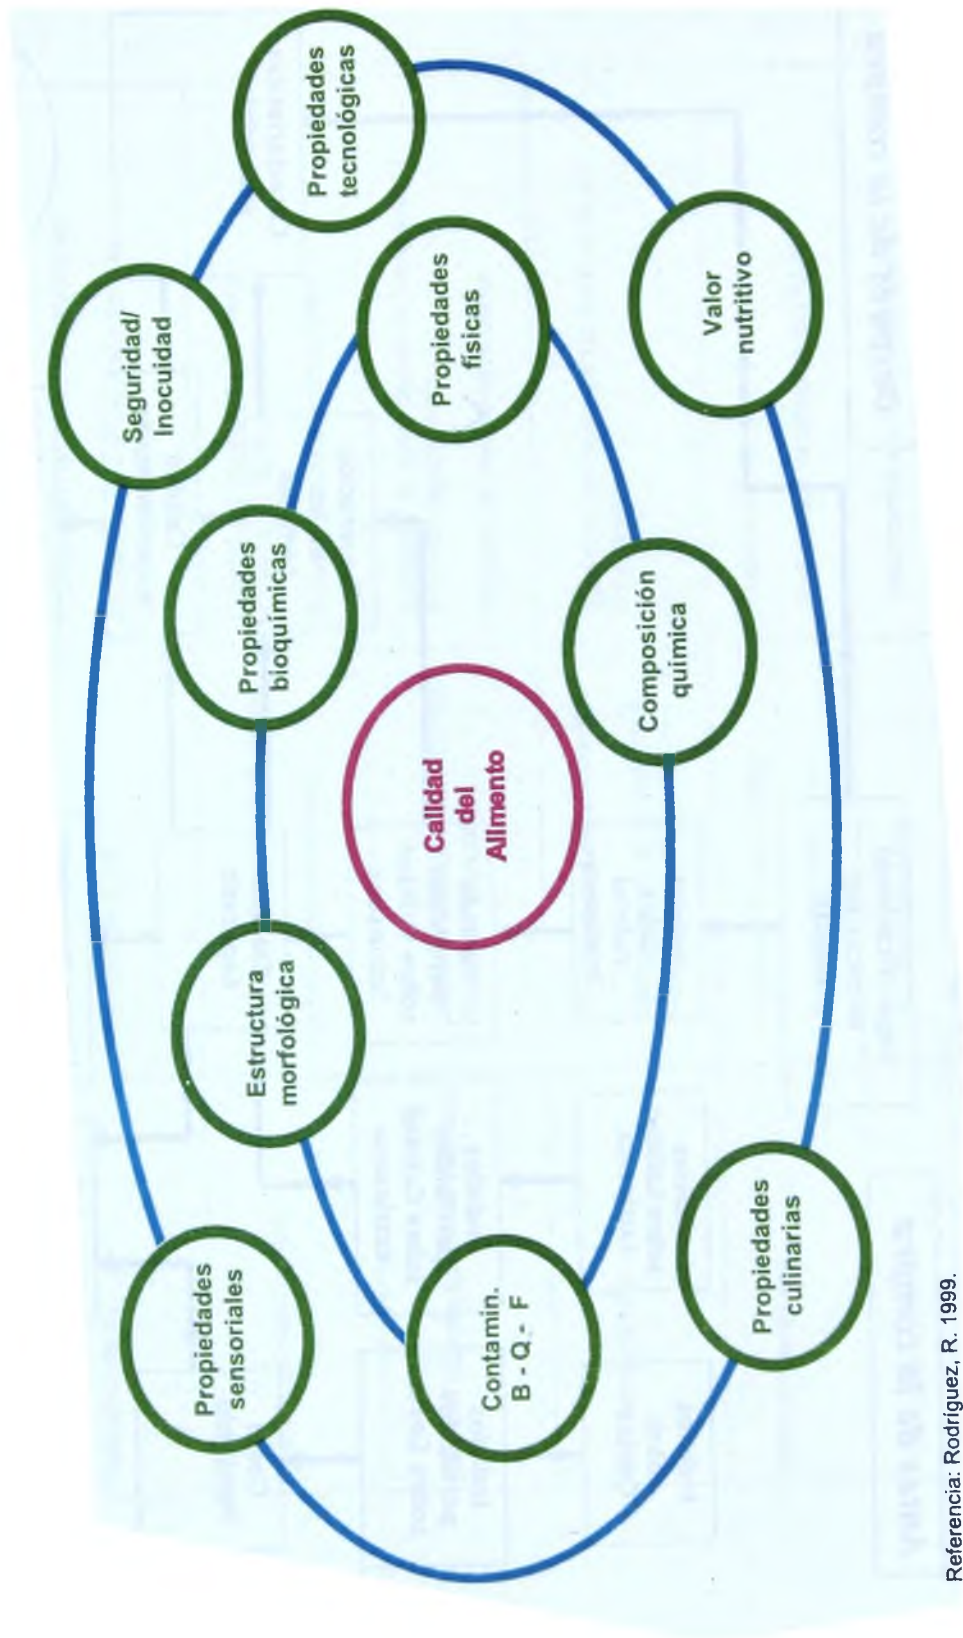 Seguridad/
Inocuidad
Propiedades
tecnológicas
Propiedades
sensoriales
Estructura
morfológica
Propiedades
bioquímicas
Propiedades
físicas
Calidad
del
Alimento
Contamin.
B - Q - F
Composición
química
Valor
nutritivo
Propiedades
culinarias
Referencia: Rodríguez, R. 1999.